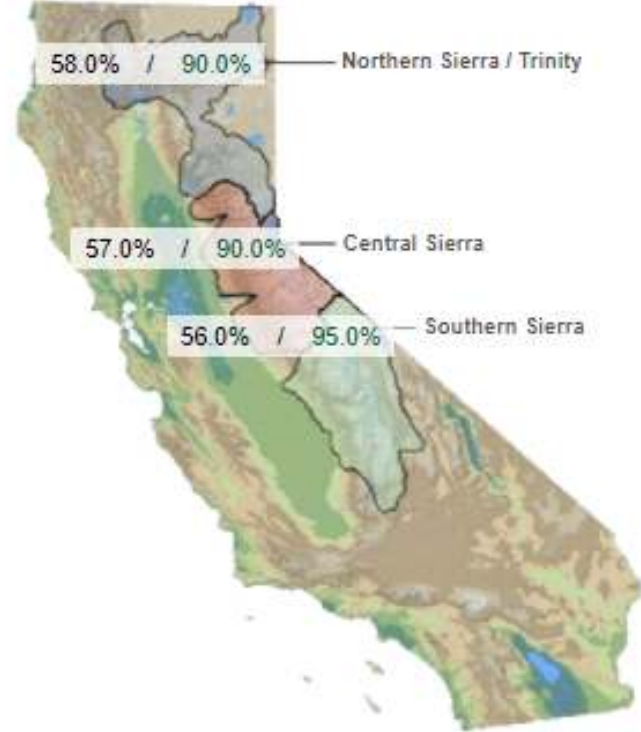 58.0% / 90.0% Northern Sierra / Trinity
57.0% / 90.0% Central Sierra
56.0% / 95.0% Southern Sierra